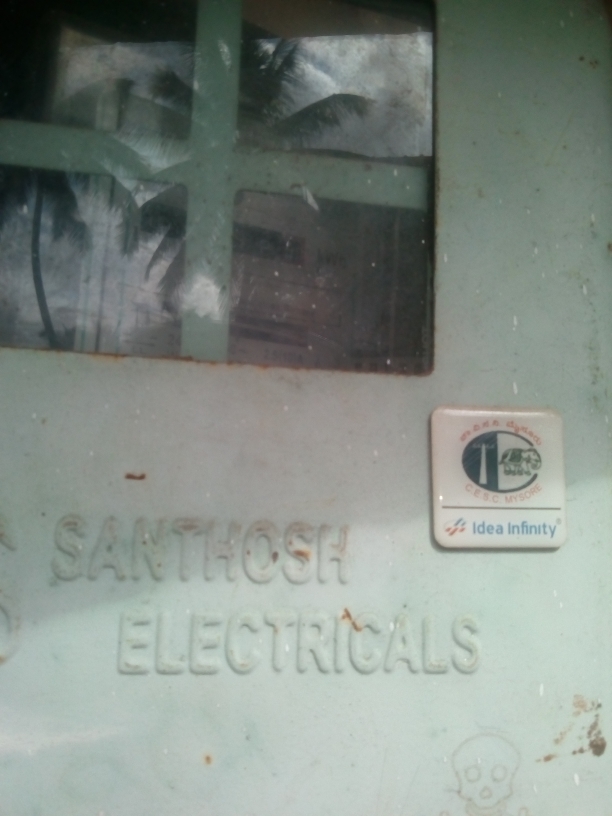 ಚಾ.ವಿ.ಸ.ನಿ. ಮೈಸೂರು
C.E.S.C. MYSORE
Idea Infinity
SANTHOSH
ELECTRICALS